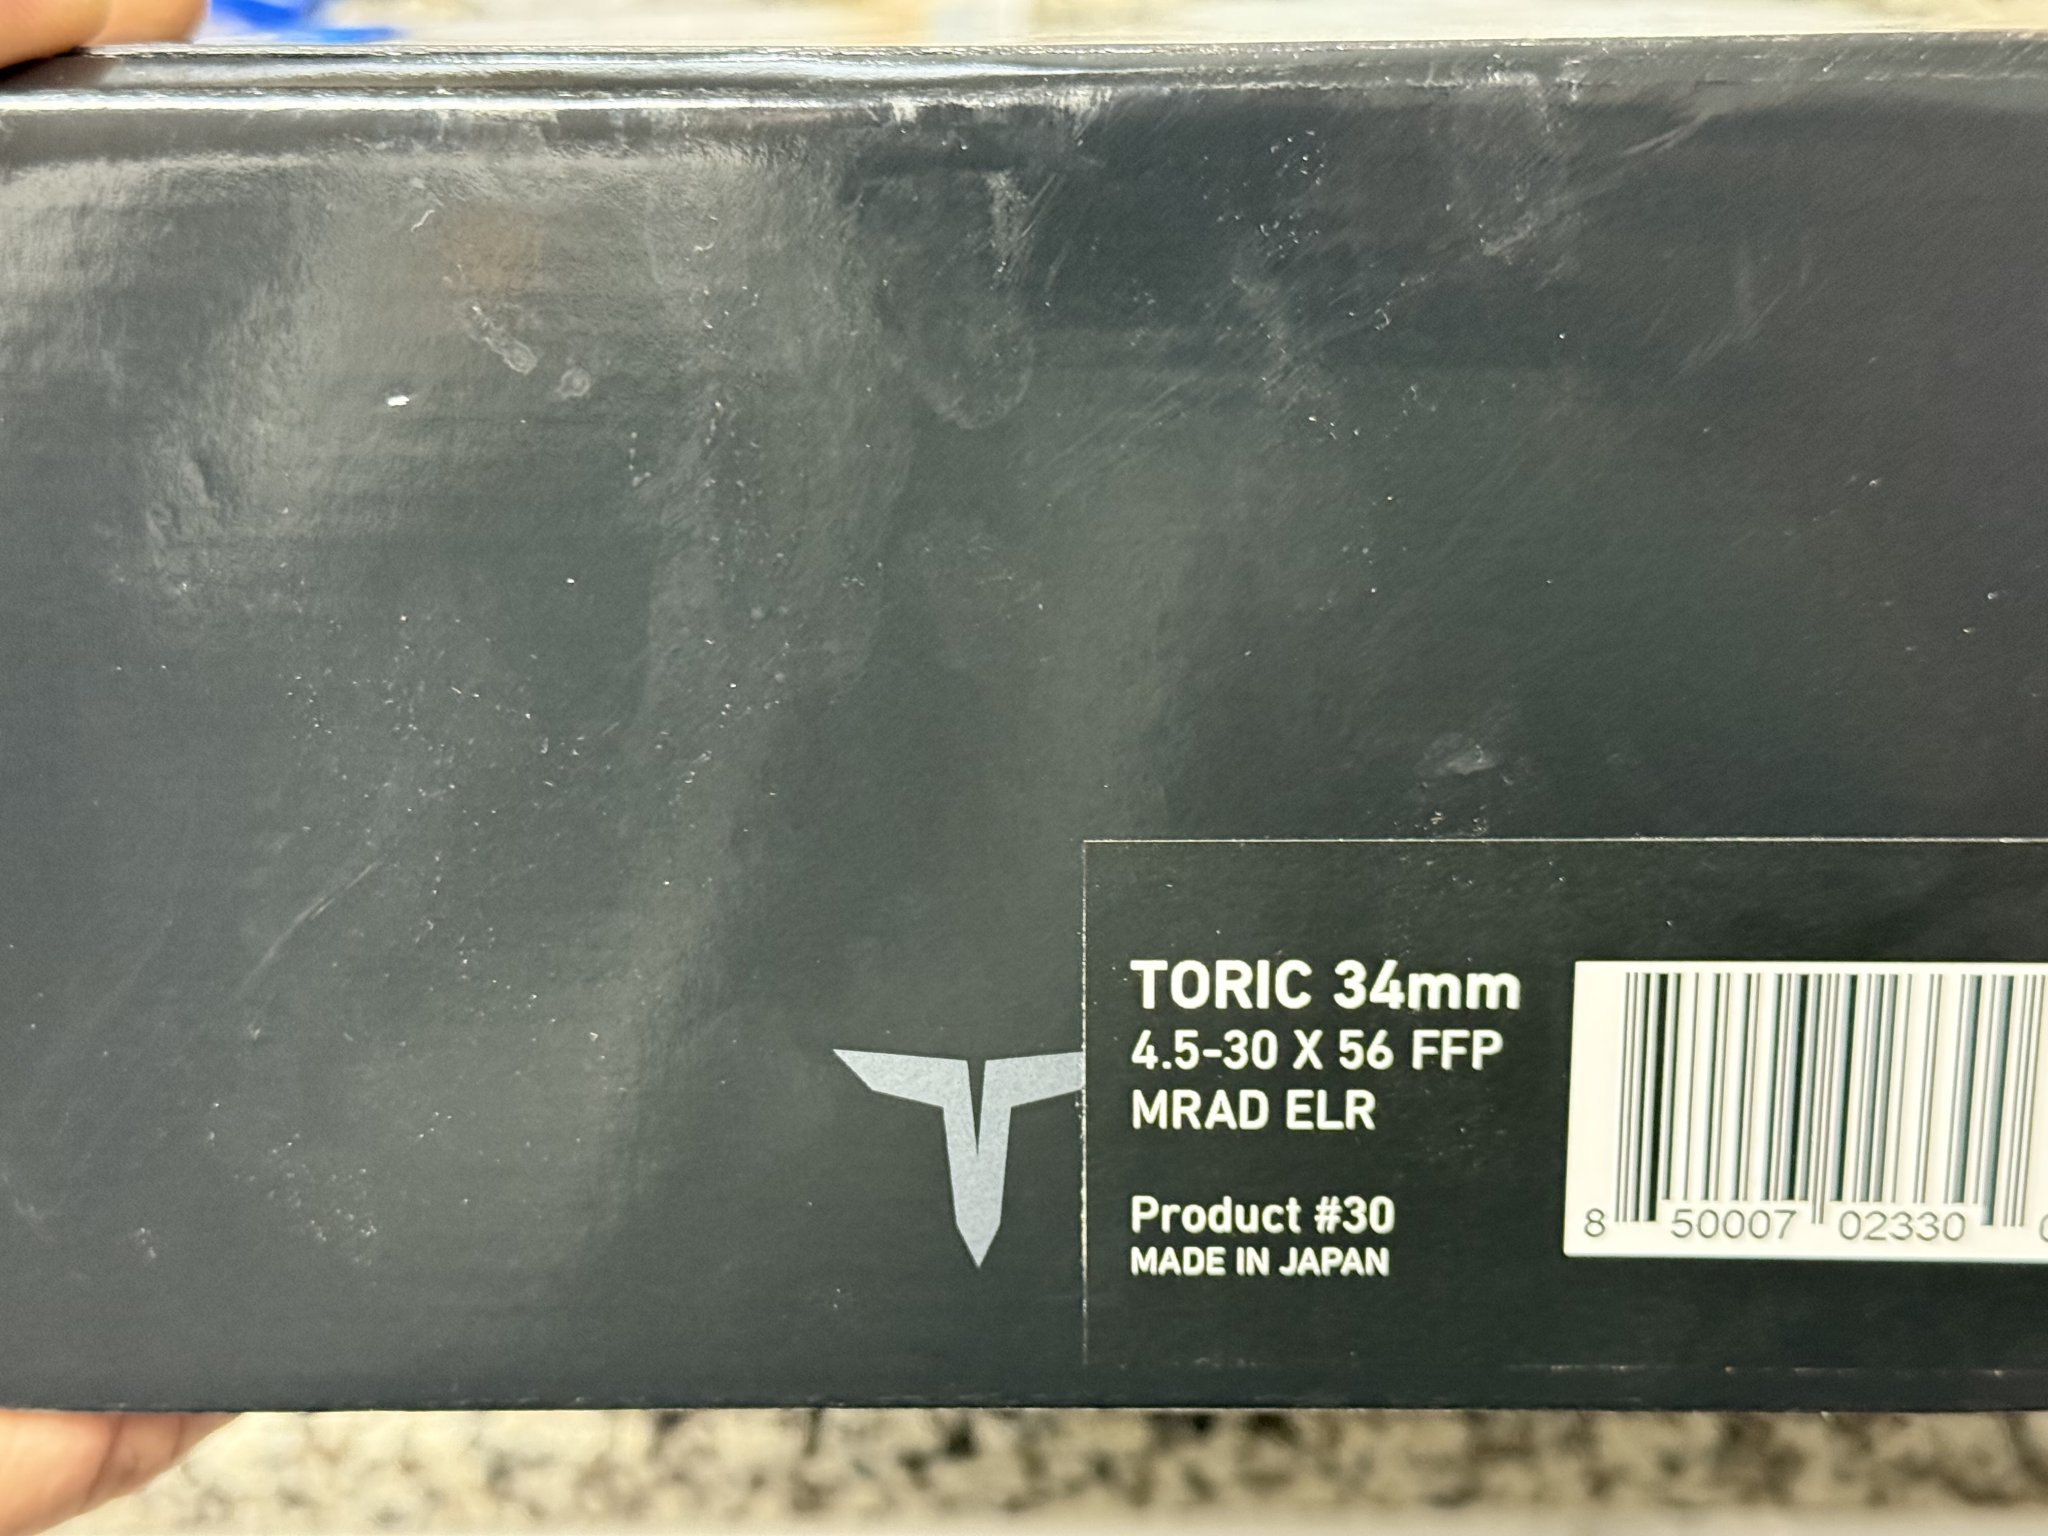 TORIC 34mm
4.5-30 X 56 FFP
MRAD ELR
Product #30
MADE IN JAPAN
8 50007 02330